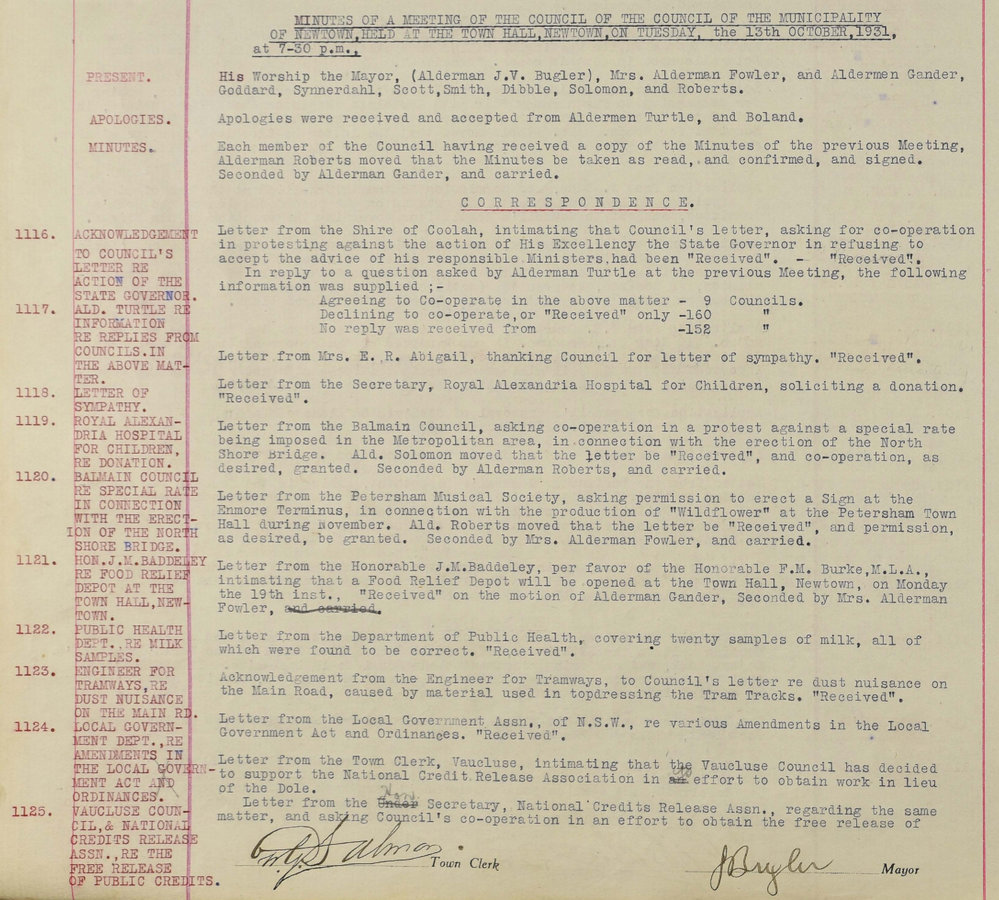 MINUTES OF A MEETING OF THE COUNCIL OF THE COUNCIL OF THE MUNICIPALITY
OF NEWTOWN,HELD AT THE TOWN HALL,NEWTOWN,ON TUESDAY, the 13th OCTOBER,1931,
at 7-30 p.m.,
PRESENT.
His Worship the Mayor, (Alderman J.V. Bugler), Mrs. Alderman Fowler, and Aldermen Gander,
Goddard, Synnerdahl, Scott,Smith, Dibble, Solomon, and Roberts.
APOLOGIES.
Apologies were received and accepted from Aldermen Turtle, and Boland.
MINUTES.
Each member of the Council having received a copy of the Minutes of the previous Meeting,
Alderman Roberts moved that the Minutes be taken as read, and confirmed, and signed.
Seconded by Alderman Gander, and carried.
CORRESPONDENCE.
1116. ACKNOWLEDGEMENT
TO COUNCIL'S
LETTER RE
ACTION OF THE
STATE GOVERNOR.
Letter from the Shire of Coolah, intimating that Council's letter, asking for co-operation
in protesting against the action of His Excellency the State Governor in refusing to
accept the advice of his responsible Ministers,had been "Received". - "Received".
In reply to a question asked by Alderman Turtle at the previous Meeting, the following
information was supplied ;-
Agreeing to Co-operate in the above matter - 9 Councils.
Declining to co-operate,or "Received" only -160 "
No reply was received from -152 "
1117. ALD. TURTLE RE
INFORMATION
RE REPLIES FROM
COUNCILS.IN
THE ABOVE MAT-
TER.
Letter from Mrs. E. R. Abigail, thanking Council for letter of sympathy. "Received".
1118. LETTER OF
SYMPATHY.
Letter from the Secretary, Royal Alexandria Hospital for Children, soliciting a donation.
"Received".
1119. ROYAL ALEXAN-
DRIA HOSPITAL
FOR CHILDREN,
RE DONATION.
Letter from the Balmain Council, asking co-operation in a protest against a special rate
being imposed in the Metropolitan area, in connection with the erection of the North
Shore Bridge. Ald. Solomon moved that the letter be "Received", and co-operation, as
desired, granted. Seconded by Alderman Roberts, and carried.
1120. BALMAIN COUNCIL
RE SPECIAL RATE
IN CONNECTION
WITH THE ERECT-
ION OF THE NORTH
SHORE BRIDGE.
Letter from the Petersham Musical Society, asking permission to erect a Sign at the
Enmore Terminus, in connection with the production of "Wildflower" at the Petersham Town
Hall during November. Ald. Roberts moved that the letter be "Received", and permission,
as desired, be granted. Seconded by Mrs. Alderman Fowler, and carried.
1121. HON.J.M.BADDELEY
RE FOOD RELIEF
DEPOT AT THE
TOWN HALL,NEW-
TOWN.
Letter from the Honorable J.M.Baddeley, per favor of the Honorable F.M. Burke,M.L.A.,
intimating that a Food Relief Depot will be opened at the Town Hall, Newtown, on Monday
the 19th inst., "Received" on the motion of Alderman Gander, Seconded by Mrs. Alderman
Fowler, and carried.
1122. PUBLIC HEALTH
DEPT.,RE MILK
SAMPLES.
Letter from the Department of Public Health, covering twenty samples of milk, all of
which were found to be correct. "Received".
1123. ENGINEER FOR
TRAMWAYS,RE
DUST NUISANCE
ON THE MAIN RD.
Acknowledgement from the Engineer for Tramways, to Council's letter re dust nuisance on
the Main Road, caused by material used in topdressing the Tram Tracks. "Received".
1124. LOCAL GOVERN-
MENT DEPT.,RE
AMENDMENTS IN
THE LOCAL GOVERN-
MENT ACT AND
ORDINANCES.
Letter from the Local Government Assn., of N.S.W., re various Amendments in the Local
Government Act and Ordinances. "Received".
Letter from the Town Clerk, Vaucluse, intimating that the Vaucluse Council has decided
to support the National Credit Release Association in an its effort to obtain work in lieu
of the Dole.
1125. VAUCLUSE COUN-
CIL,& NATIONAL
CREDITS RELEASE
ASSN.,RE THE
FREE RELEASE
OF PUBLIC CREDITS.
Letter from the Under Hon. Secretary, National Credits Release Assn., regarding the same
matter, and asking Council's co-operation in an effort to obtain the free release of
Town Clerk
JBugler Mayor